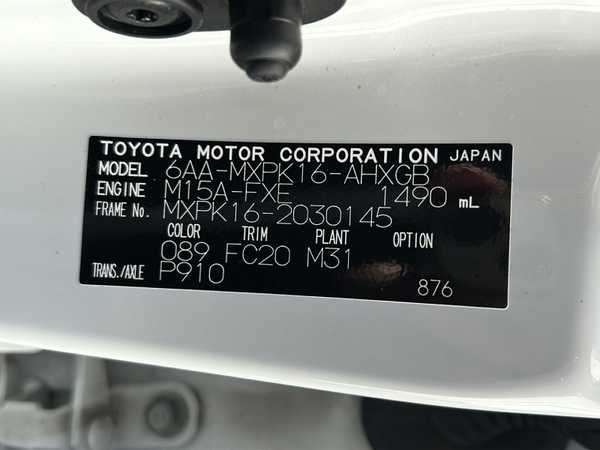 TOYOTA MOTOR CORPORATION JAPAN
MODEL 6AA-MXPK16-AHXGB
ENGINE M15A-FXE 1490 mL
FRAME No. MXPK16-2030145
COLOR TRIM PLANT OPTION
089 FC20 M31
TRANS./AXLE P910
876